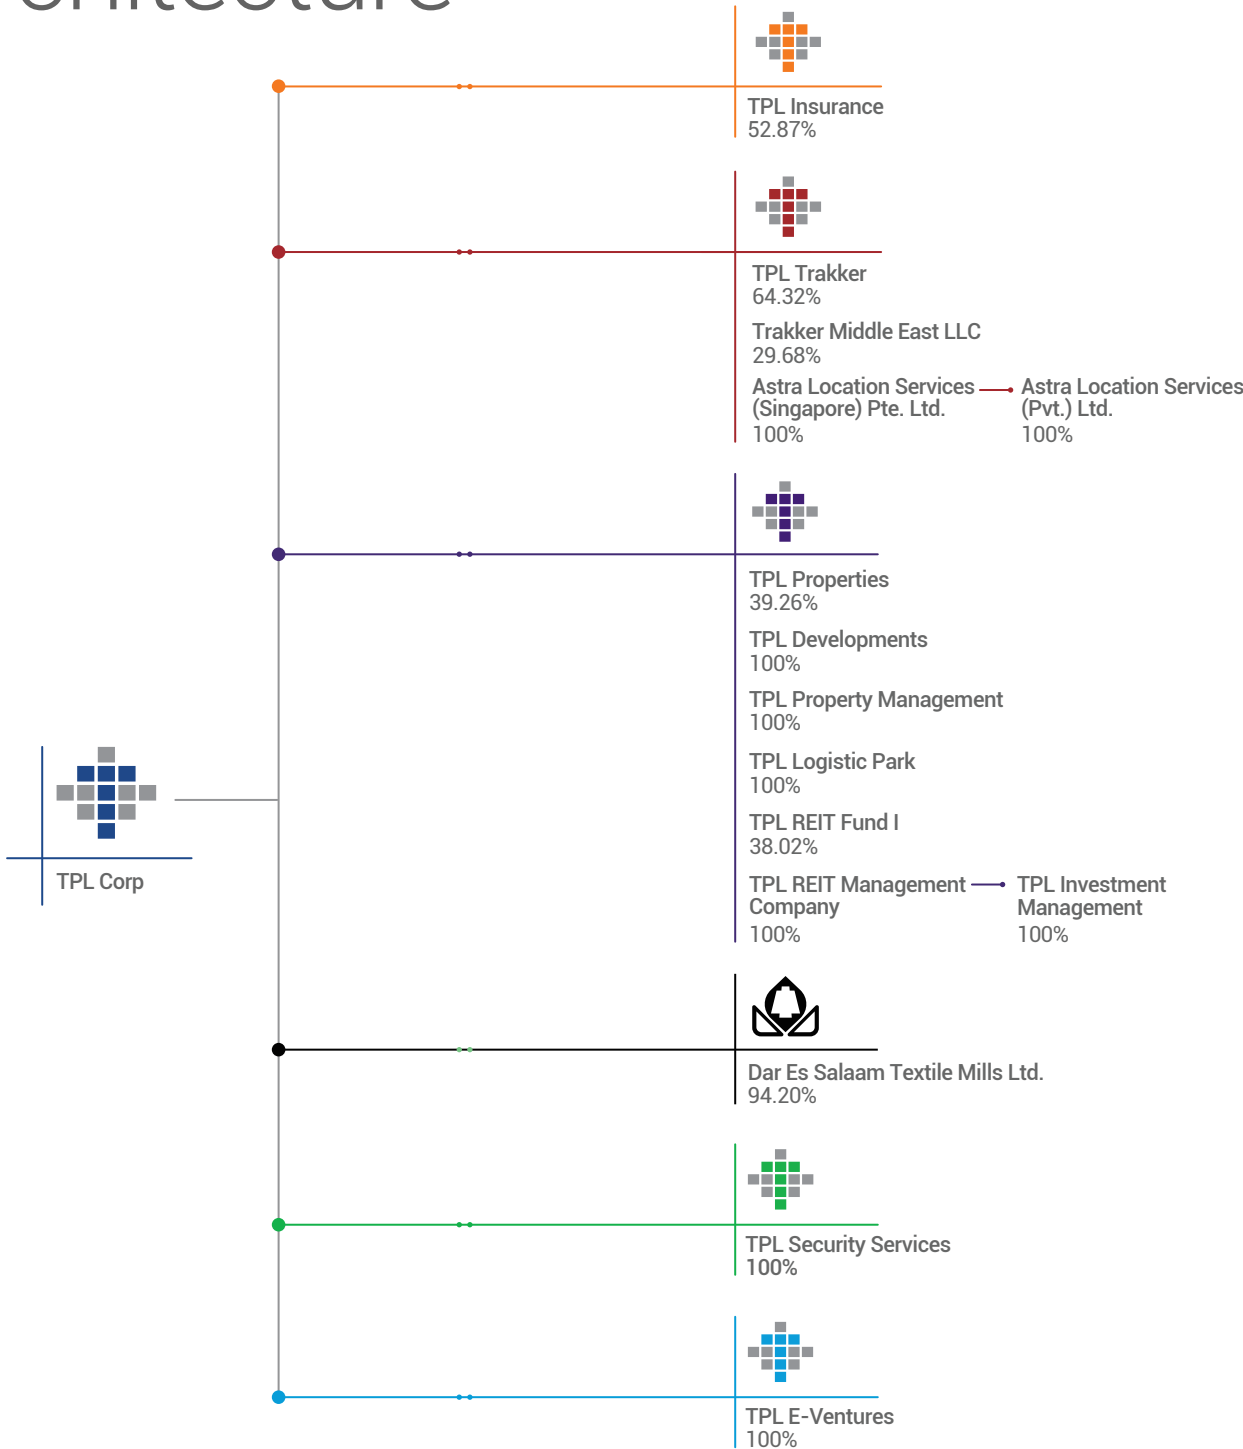 TPL Insurance
52.87%
TPL Trakker
64.32%
Trakker Middle East LLC
29.68%
Astra Location Services
(Singapore) Pte. Ltd.
100%
Astra Location Services
(Pvt.) Ltd.
100%
TPL Properties
39.26%
TPL Developments
100%
TPL Property Management
100%
TPL Logistic Park
100%
TPL REIT Fund I
38.02%
TPL REIT Management
Company
100%
TPL Investment
Management
100%
TPL Corp
Dar Es Salaam Textile Mills Ltd.
94.20%
TPL Security Services
100%
TPL E-Ventures
100%